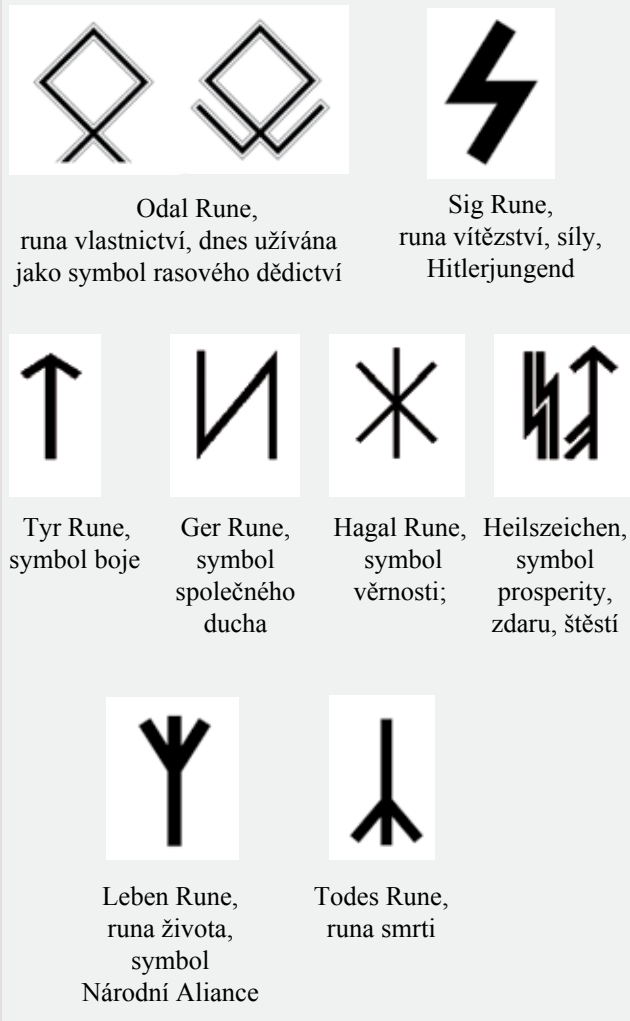 Odal Rune,
runa vlastnictví, dnes užívána
jako symbol rasového dědictví
Sig Rune,
runa vítězství, síly,
Hitlerjungend
Tyr Rune,
symbol boje
Ger Rune,
symbol
společného
ducha
Hagal Rune,
symbol
věrnosti;
Heilszeichen,
symbol
prosperity,
zdaru, štěstí
Leben Rune,
runa života,
symbol
Národní Aliance
Todes Rune,
runa smrti